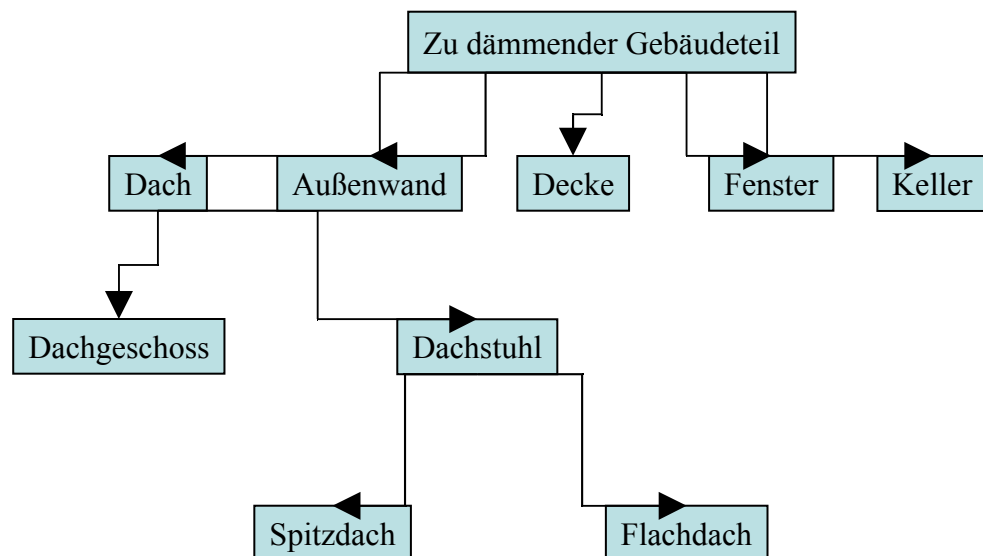 Zu dämmender Gebäudeteil
Dach Außenwand Decke Fenster Keller
Dachgeschoss Dachstuhl
Spitzdach Flachdach